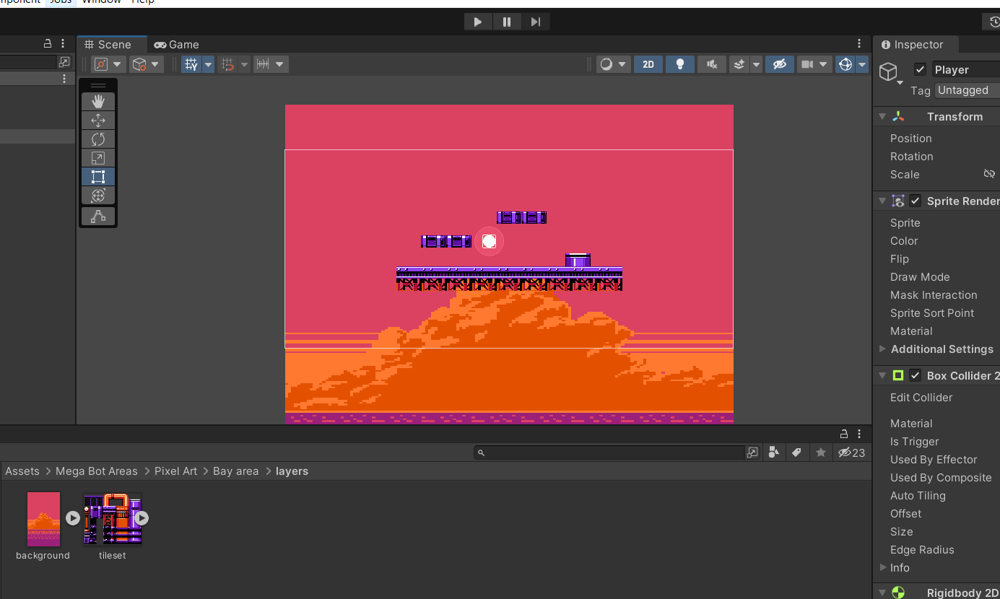 Jobs Window Help
Scene
Game
Inspector
2D
Player
Tag Untagged
Transform
Position
Rotation
Scale
Sprite Render
Sprite
Color
Flip
Draw Mode
Mask Interaction
Sprite Sort Point
Material
Additional Settings
Box Collider 2
Edit Collider
Material
Is Trigger
Used By Effector
Used By Composite
Auto Tiling
Offset
Size
Edge Radius
Info
Rigidbody 2D
23
Assets > Mega Bot Areas > Pixel Art > Bay area > layers
background
tileset